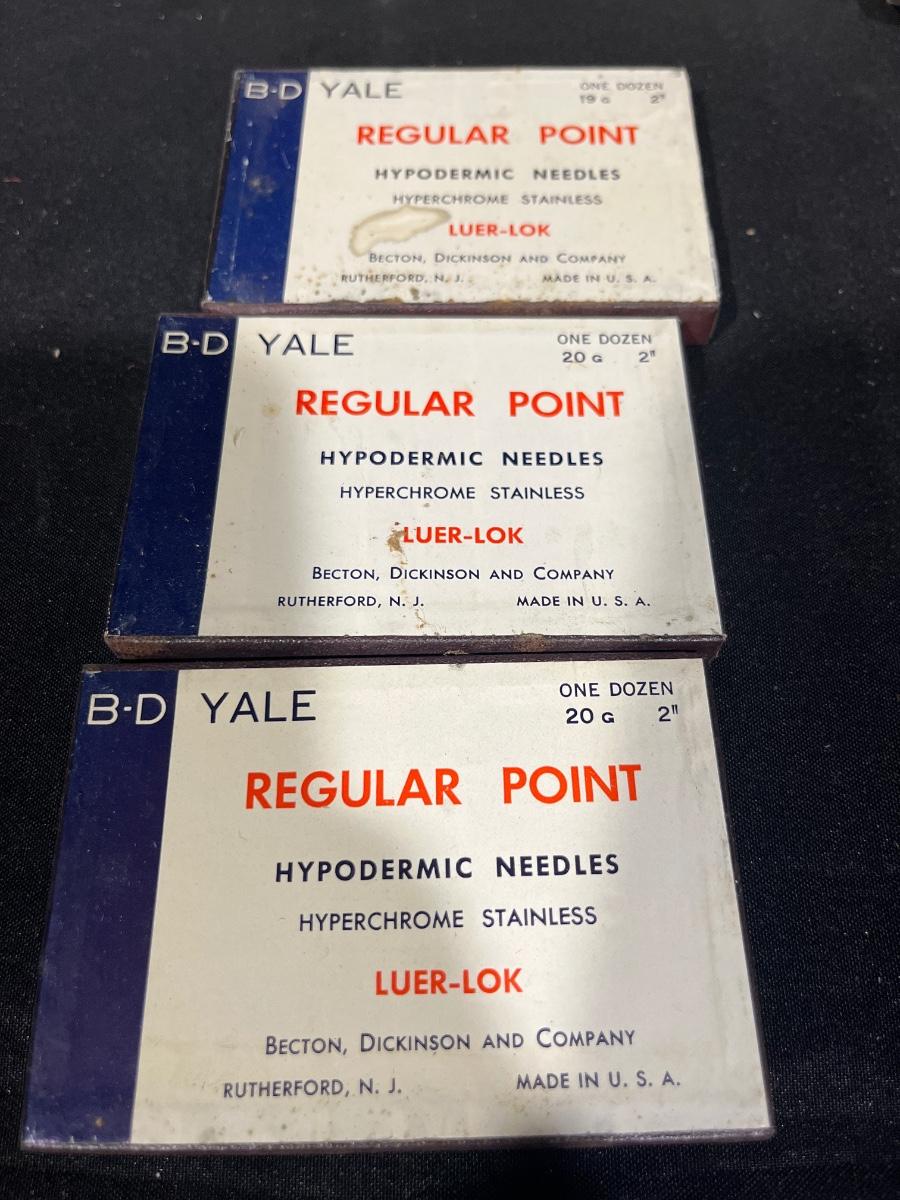 B-D YALE ONE DOZEN
19 G 2"
REGULAR POINT
HYPODERMIC NEEDLES
HYPERCHROME STAINLESS
LUER-LOK
BECTON, DICKINSON AND COMPANY
RUTHERFORD, N. J. MADE IN U. S. A.
B-D YALE ONE DOZEN
20 G 2"
REGULAR POINT
HYPODERMIC NEEDLES
HYPERCHROME STAINLESS
LUER-LOK
BECTON, DICKINSON AND COMPANY
RUTHERFORD, N. J. MADE IN U. S. A.
B-D YALE ONE DOZEN
20 G 2"
REGULAR POINT
HYPODERMIC NEEDLES
HYPERCHROME STAINLESS
LUER-LOK
BECTON, DICKINSON AND COMPANY
RUTHERFORD, N. J. MADE IN U. S. A.